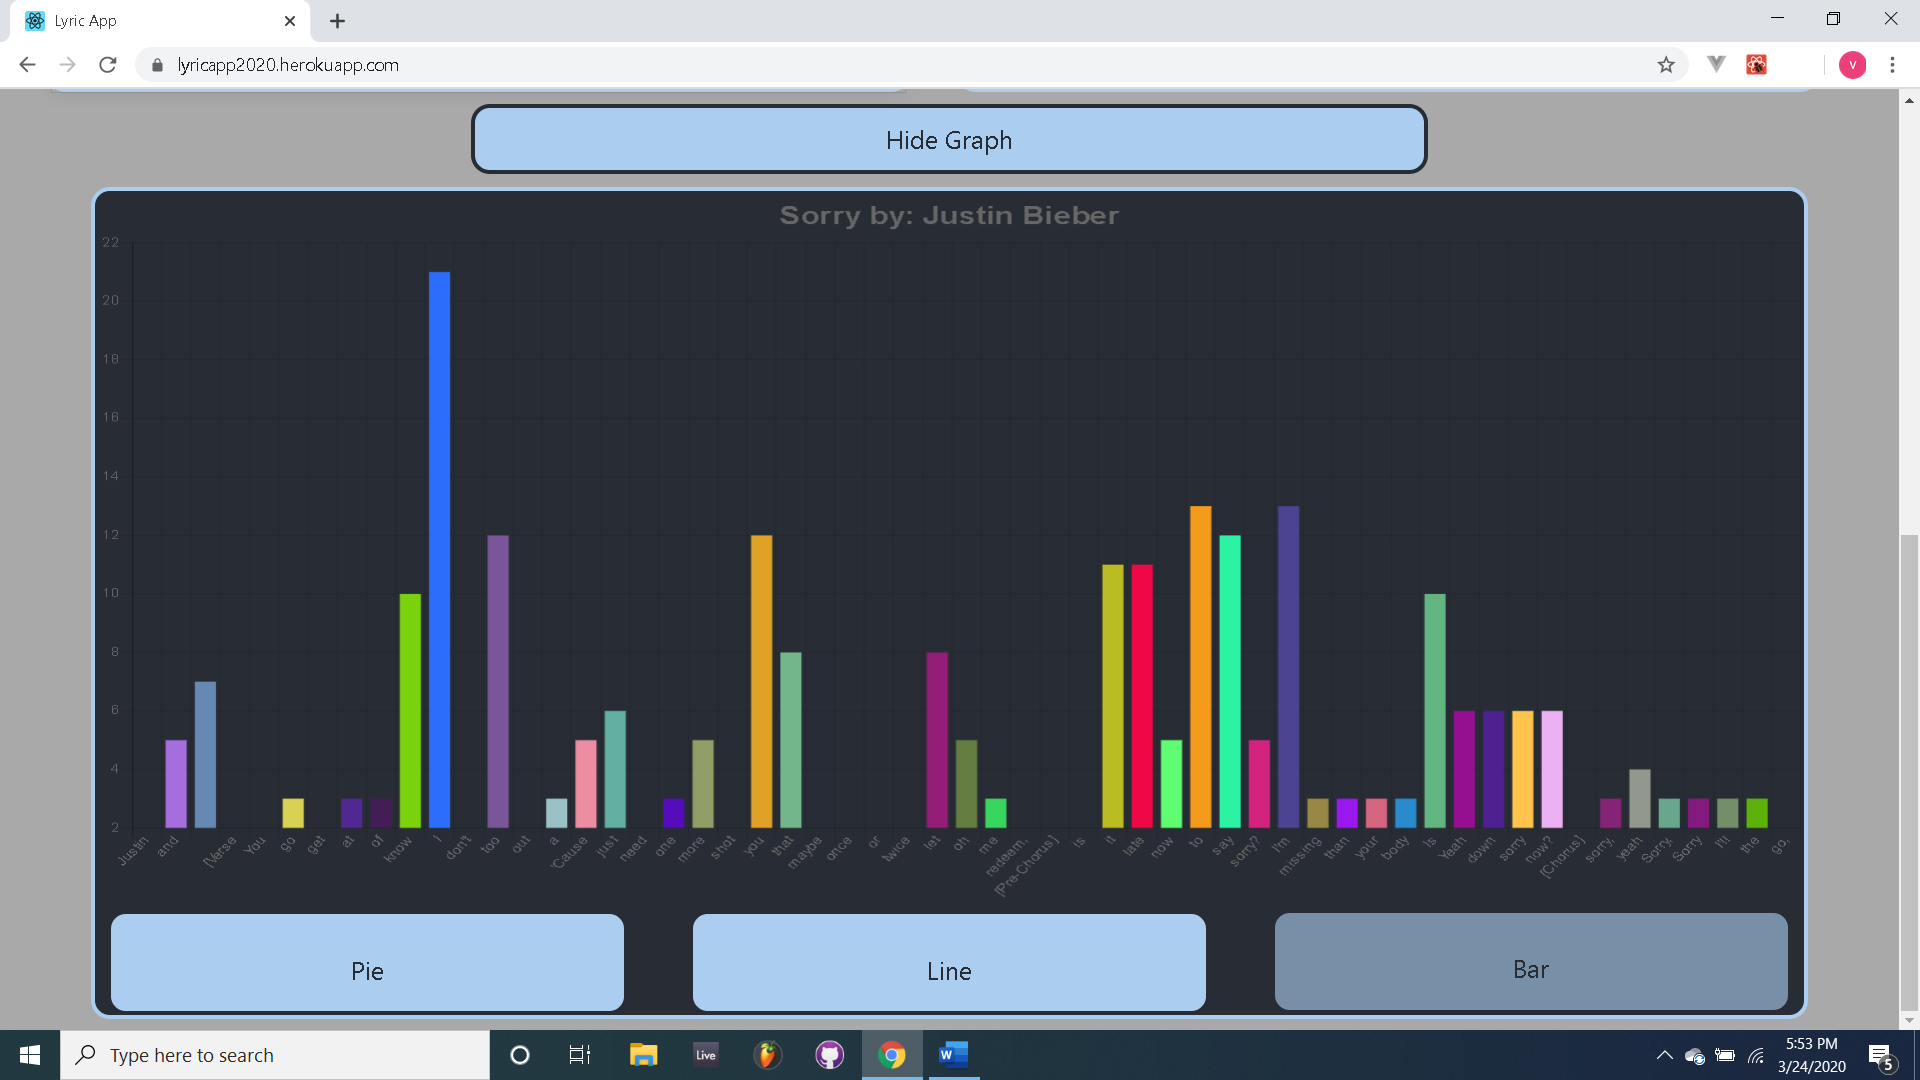 Lyric App
lyricapp2020.herokuapp.com
V
Hide Graph
Sorry by: Justin Bieber
22
20
18
16
14
12
10
8
6
4
2
Justin and [Verse You go get at of know I don't too out a 'Cause just need one more shot you that maybe once or twice let oh me redeem, [Pre-Chorus] is it late now to say sorry? I'm missing than your body Is Yeah down sorry now? [Chorus] sorry, yeah Sorry, Sorry I'll the go,
Pie
Line
Bar
Type here to search
Live
W
5:53 PM
3/24/2020
5